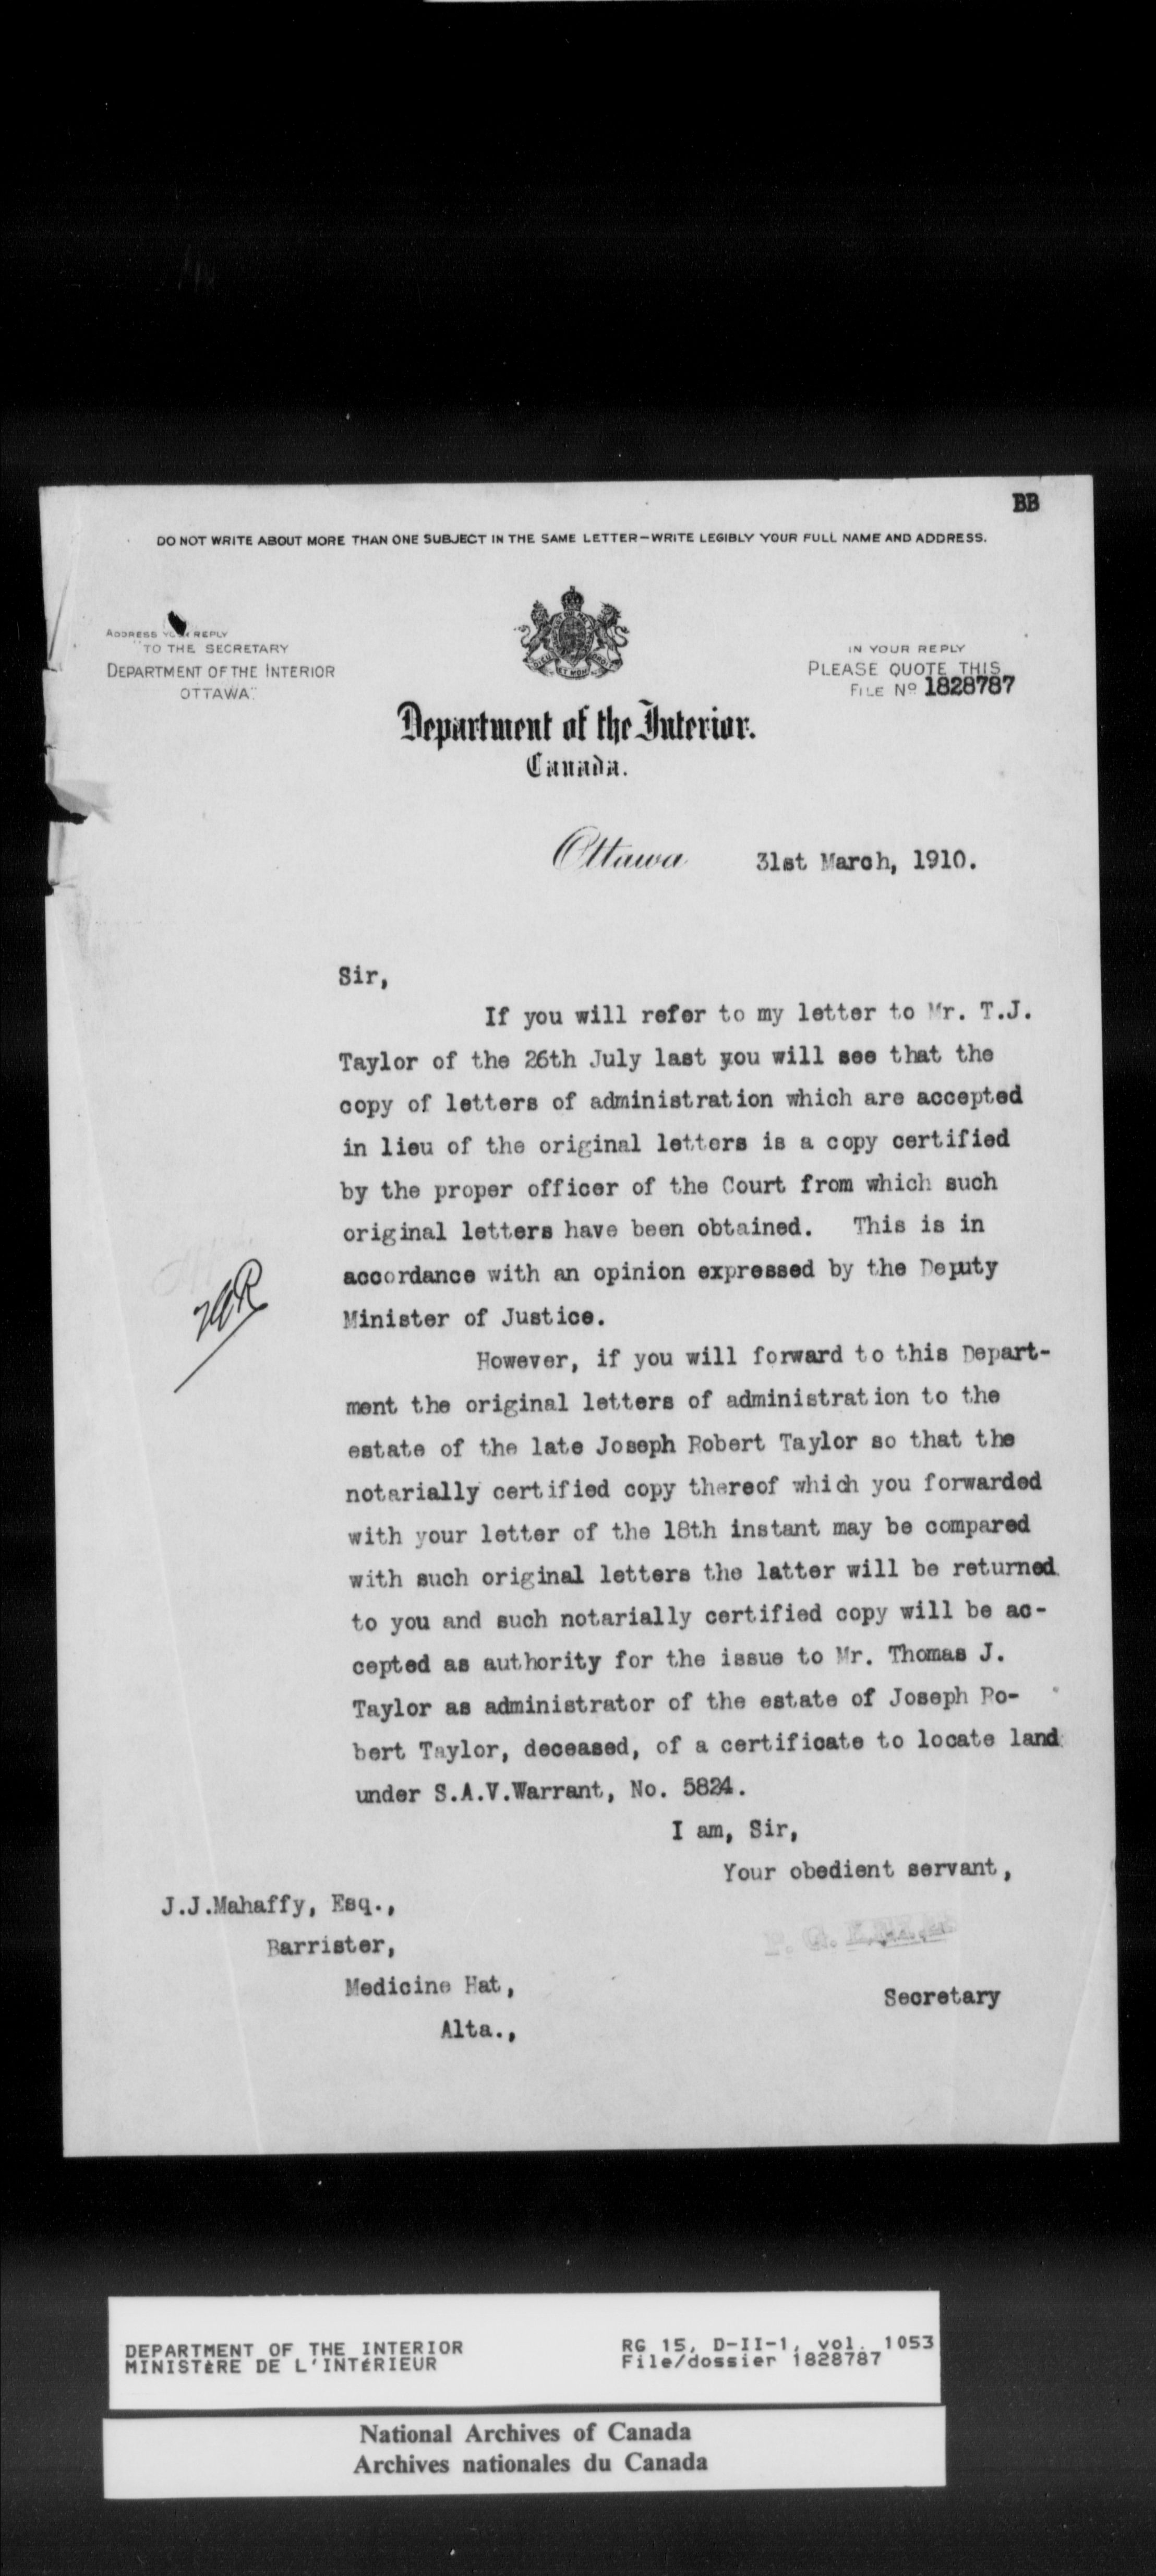 BB
DO NOT WRITE ABOUT MORE THAN ONE SUBJECT IN THE SAME LETTER—WRITE LEGIBLY YOUR FULL NAME AND ADDRESS.
ADDRESS YOUR REPLY
"TO THE SECRETARY
DEPARTMENT OF THE INTERIOR
OTTAWA."
IN YOUR REPLY
PLEASE QUOTE THIS
FILE No 1828787
Department of the Interior.
Canada.
Ottawa 31st March, 1910.
Sir,
If you will refer to my letter to Mr. T.J.
Taylor of the 26th July last you will see that the
copy of letters of administration which are accepted
in lieu of the original letters is a copy certified
by the proper officer of the Court from which such
original letters have been obtained. This is in
accordance with an opinion expressed by the Deputy
Minister of Justice.
However, if you will forward to this Depart-
ment the original letters of administration to the
estate of the late Joseph Robert Taylor so that the
notarially certified copy thereof which you forwarded
with your letter of the 18th instant may be compared
with such original letters the latter will be returned
to you and such notarially certified copy will be ac-
cepted as authority for the issue to Mr. Thomas J.
Taylor as administrator of the estate of Joseph Ro-
bert Taylor, deceased, of a certificate to locate land
under S.A.V.Warrant, No. 5824.
I am, Sir,
Your obedient servant,
P. G.
Secretary
J.J.Mahaffy, Esq.,
Barrister,
Medicine Hat,
Alta.,
DEPARTMENT OF THE INTERIOR
MINISTÈRE DE L'INTÉRIEUR
RG 15, D-II-1, vol. 1053
File/dossier 1828787
National Archives of Canada
Archives nationales du Canada